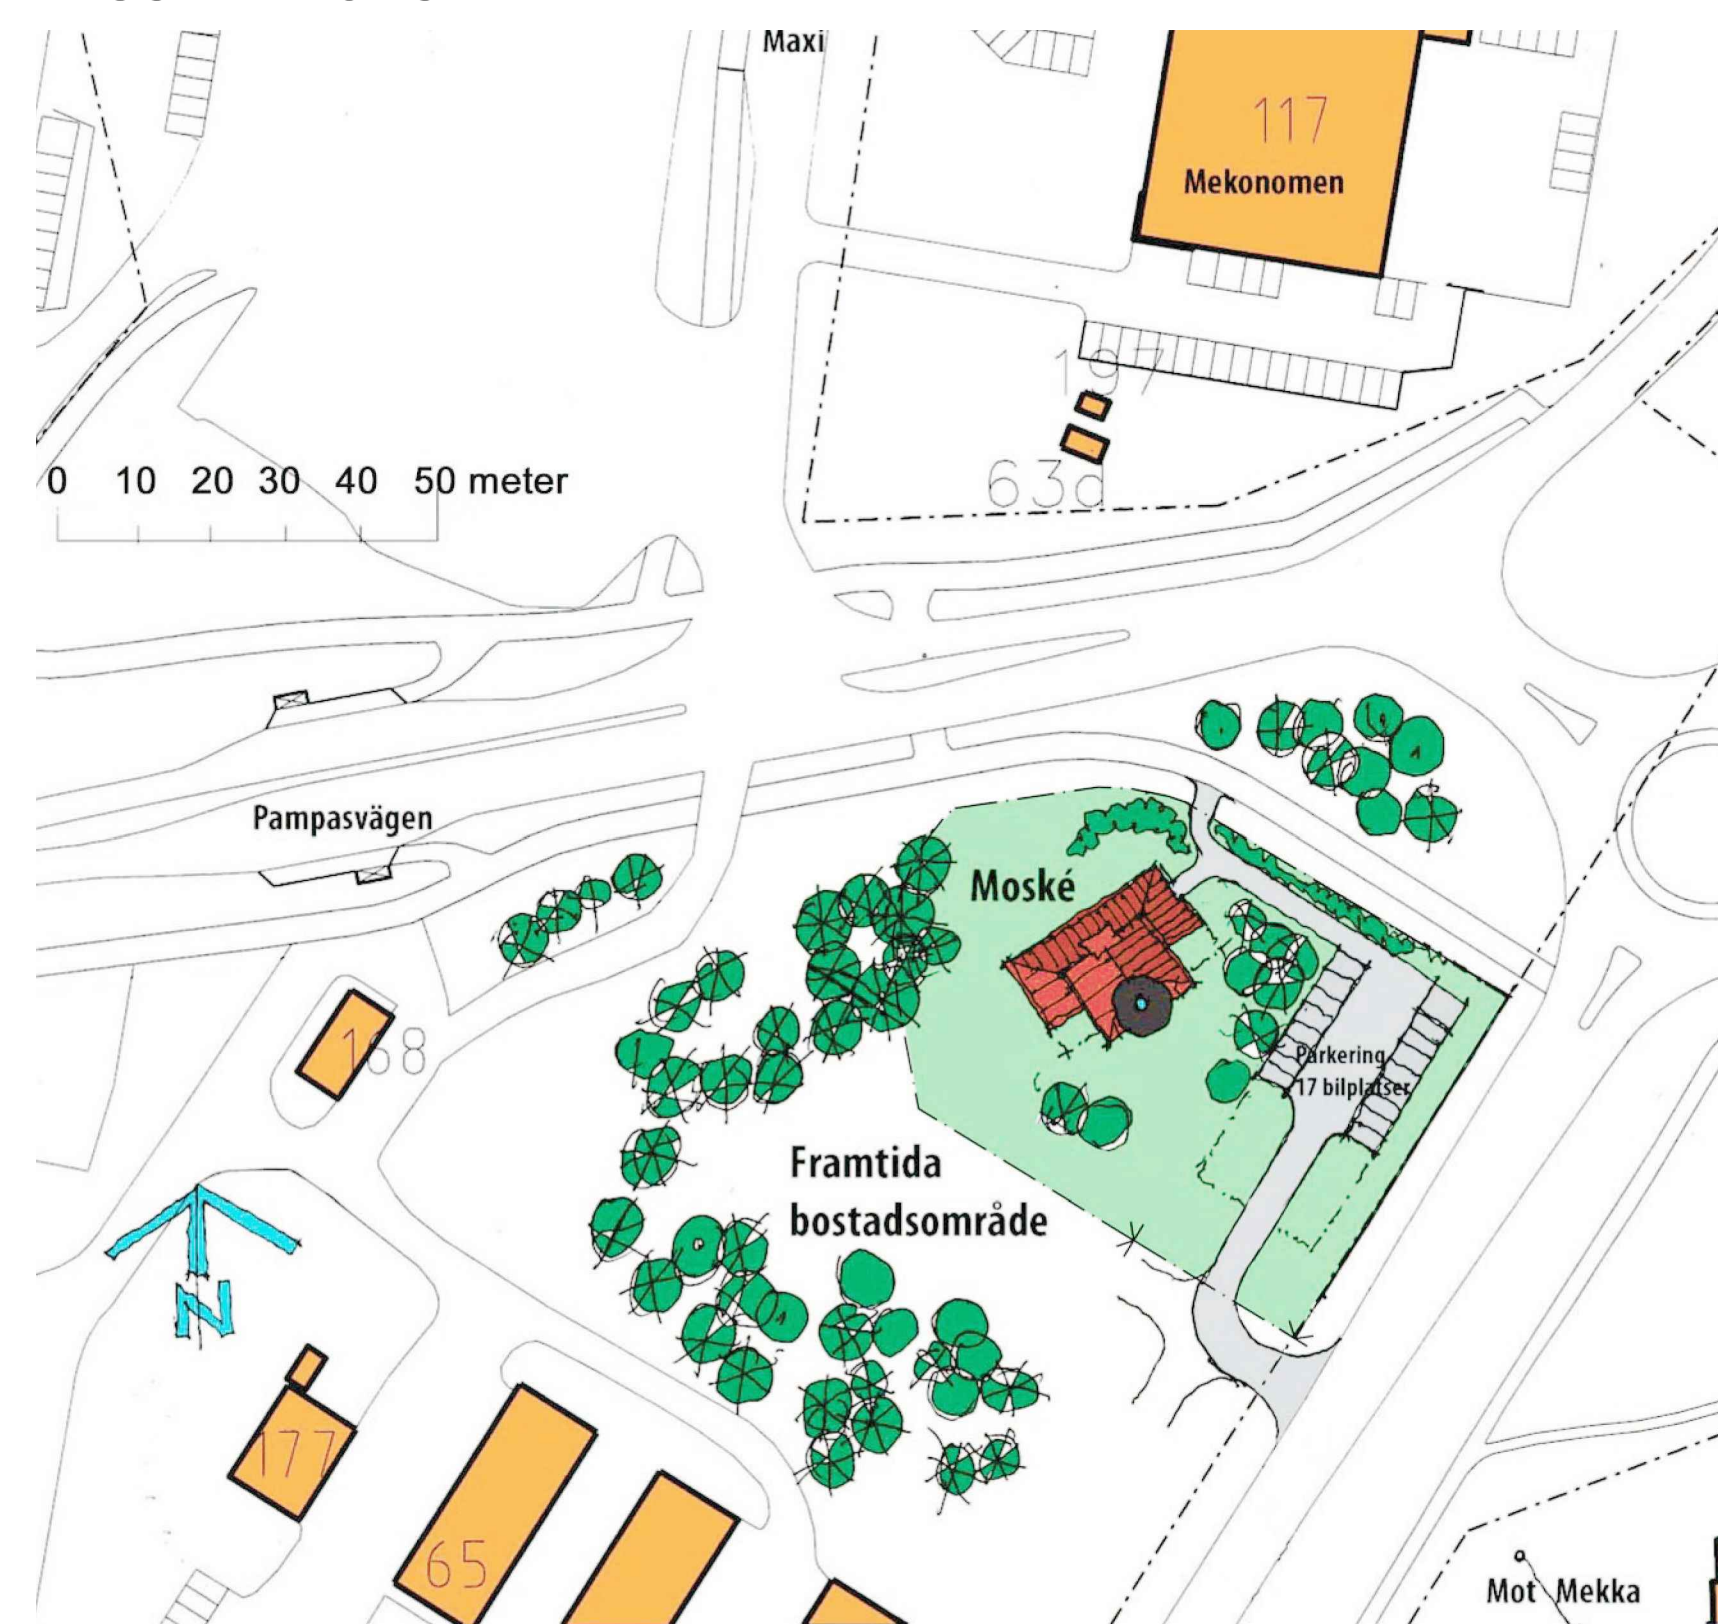 Maxi
117
Mekonomen
197
0 10 20 30 40 50 meter
63d
Pampasvägen
Moské
168
Parkering
17 bilplatser
Framtida
bostadsområde
N
177
65
Mot Mekka